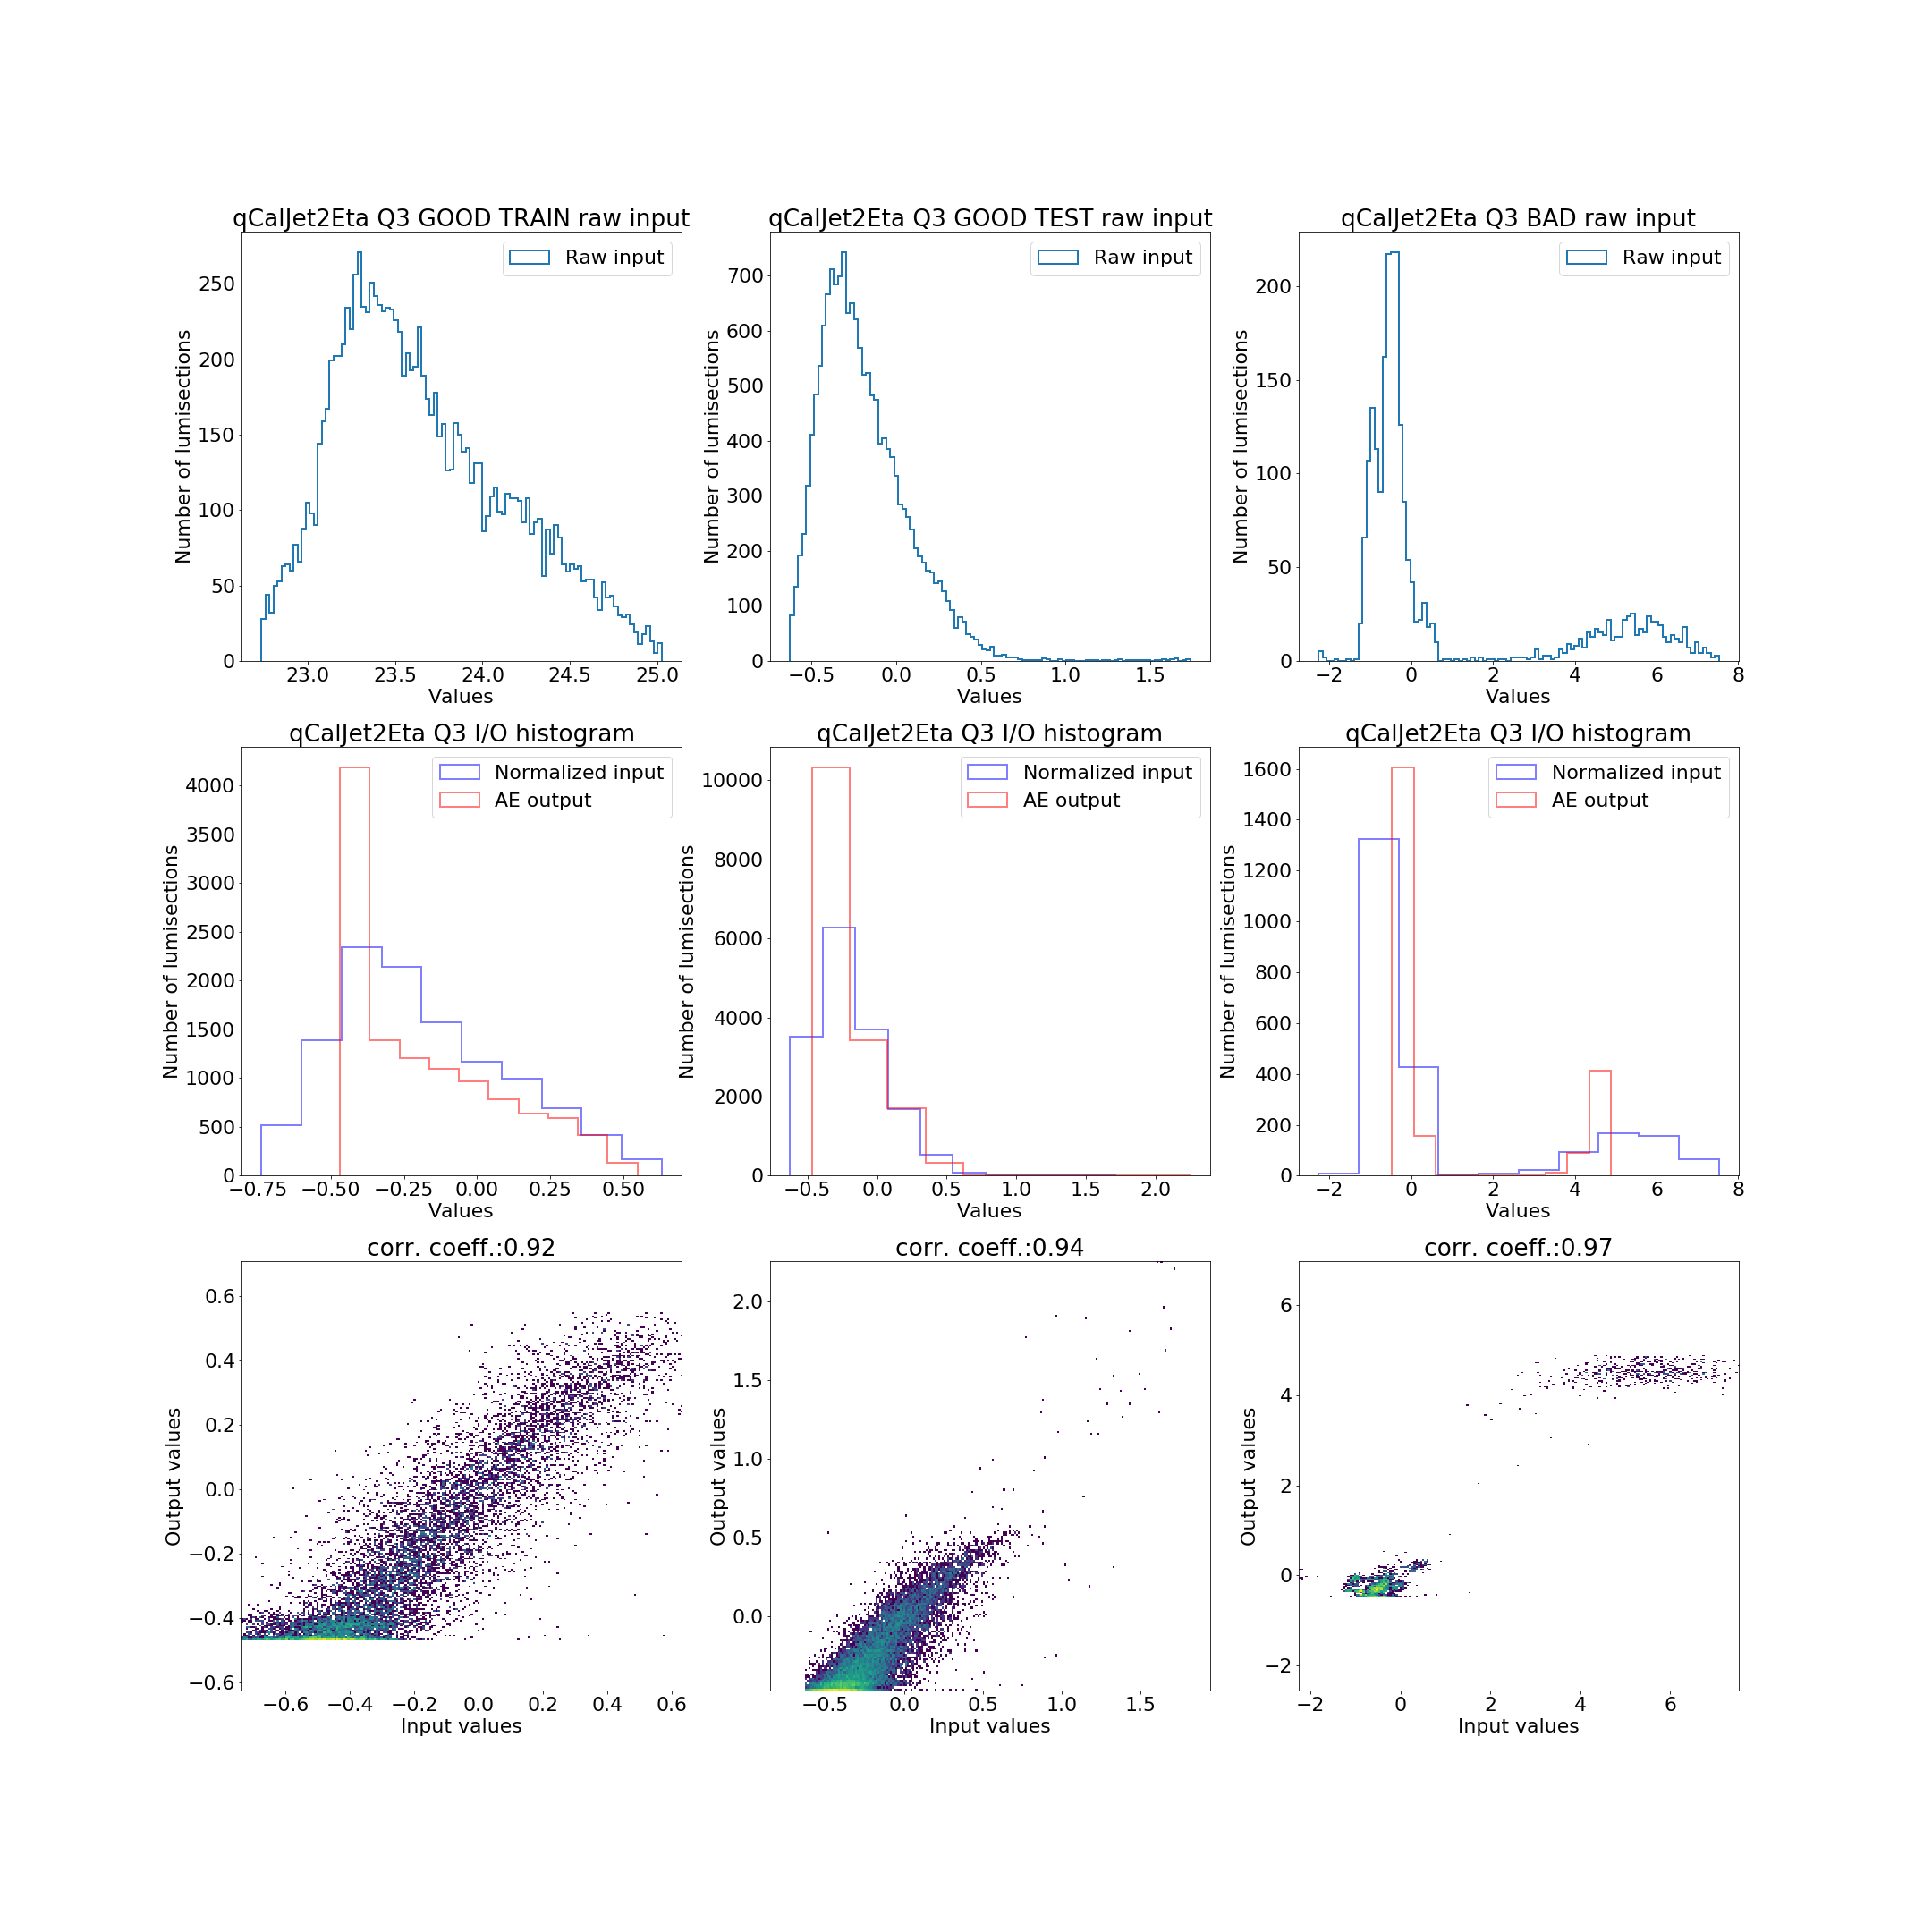 qCalJet2Eta Q3 GOOD TRAIN raw input
Raw input
Number of lumisections
0
50
100
150
200
250
23.0 23.5 24.0 24.5 25.0
Values
qCalJet2Eta Q3 GOOD TEST raw input
Raw input
Number of lumisections
0
100
200
300
400
500
600
700
−0.5 0.0 0.5 1.0 1.5
Values
qCalJet2Eta Q3 BAD raw input
Raw input
Number of lumisections
0
50
100
150
200
−2 0 2 4 6 8
Values
qCalJet2Eta Q3 I/O histogram
Normalized input
AE output
Number of lumisections
0
500
1000
1500
2000
2500
3000
3500
4000
−0.75 −0.50 −0.25 0.00 0.25 0.50
Values
qCalJet2Eta Q3 I/O histogram
Normalized input
AE output
Number of lumisections
0
2000
4000
6000
8000
10000
−0.5 0.0 0.5 1.0 1.5 2.0
Values
qCalJet2Eta Q3 I/O histogram
Normalized input
AE output
Number of lumisections
0
200
400
600
800
1000
1200
1400
1600
−2 0 2 4 6 8
Values
corr. coeff.:0.92
Output values
−0.6
−0.4
−0.2
0.0
0.2
0.4
0.6
−0.6 −0.4 −0.2 0.0 0.2 0.4 0.6
Input values
corr. coeff.:0.94
Output values
0.0
0.5
1.0
1.5
2.0
−0.5 0.0 0.5 1.0 1.5
Input values
corr. coeff.:0.97
Output values
−2
0
2
4
6
−2 0 2 4 6
Input values